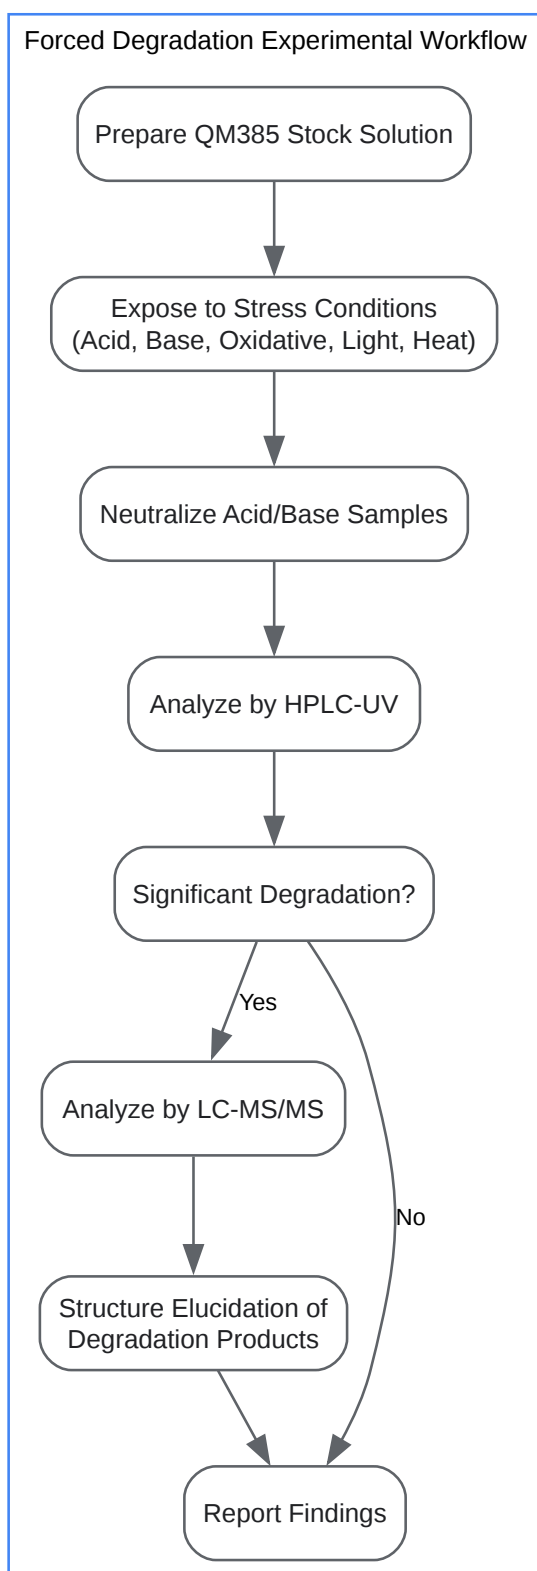 Forced Degradation Experimental Workflow
Prepare QM385 Stock Solution
Expose to Stress Conditions
(Acid, Base, Oxidative, Light, Heat)
Neutralize Acid/Base Samples
Analyze by HPLC-UV
Significant Degradation?
Yes
Analyze by LC-MS/MS
No
Structure Elucidation of
Degradation Products
Report Findings